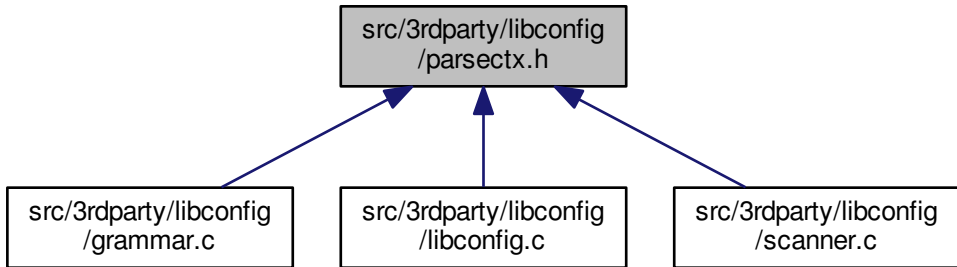 src/3rdparty/libconfig
/parsectx.h
src/3rdparty/libconfig
/grammar.c
src/3rdparty/libconfig
/libconfig.c
src/3rdparty/libconfig
/scanner.c